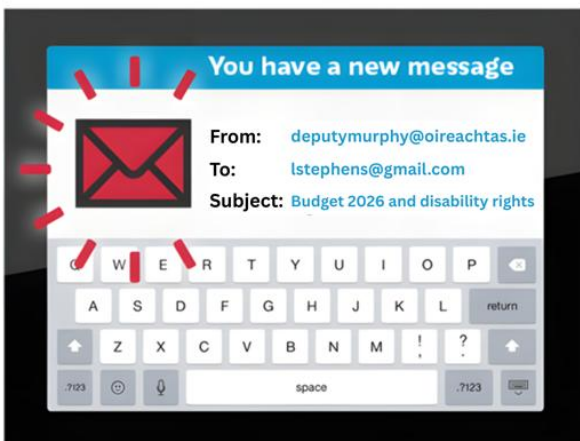 You have a new message
From: deputymurphy@oireachtas.ie
To: lstephens@gmail.com
Subject: Budget 2026 and disability rights
Q W E R T Y U I O P
A S D F G H J K L return
Z X C V B N M ! , ? .
.?123 space .?123